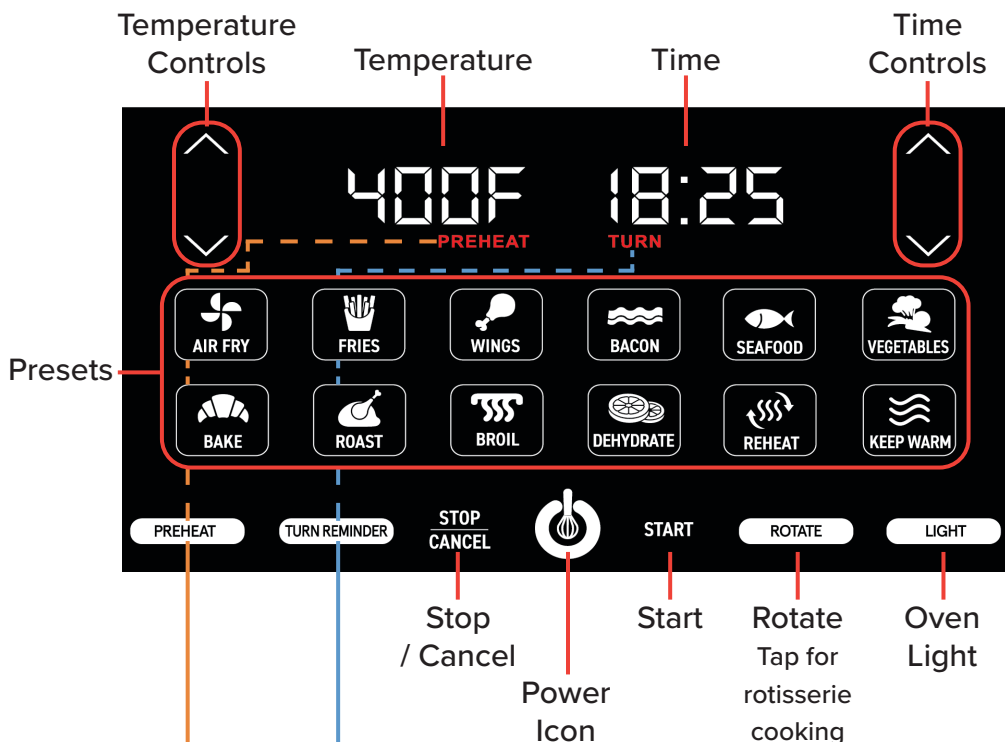 Temperature
Controls
Temperature
Time
Time
Controls
400F
18:25
PREHEAT
TURN
Presets
AIR FRY
FRIES
WINGS
BACON
SEAFOOD
VEGETABLES
BAKE
ROAST
BROIL
DEHYDRATE
REHEAT
KEEP WARM
PREHEAT
TURN REMINDER
STOP
CANCEL
START
ROTATE
LIGHT
Stop
/ Cancel
Power
Icon
Start
Rotate
Tap for
rotisserie
cooking
Oven
Light